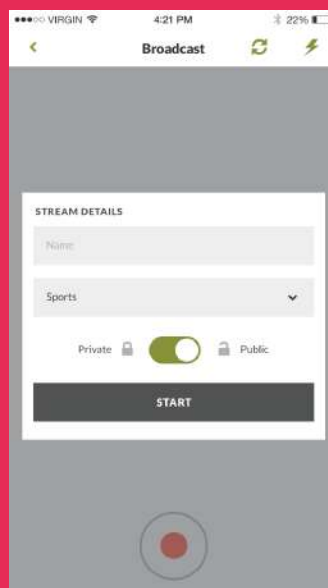 VIRGIN 4:21 PM 22%
Broadcast
STREAM DETAILS
Name
Sports
Private Public
START